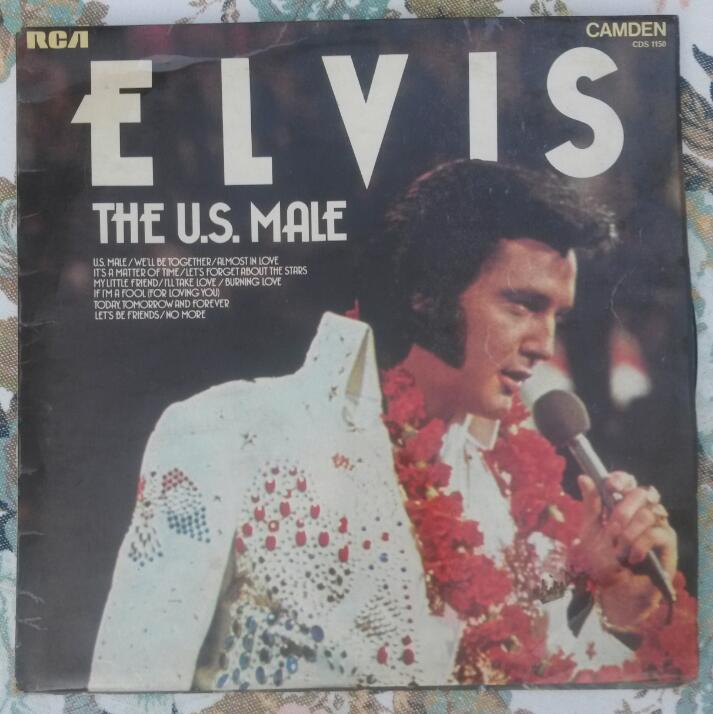 RCA
CAMDEN
CDS 1150
ELVIS
THE U.S. MALE
U.S. MALE/WE'LL BE TOGETHER/ALMOST IN LOVE
IT'S A MATTER OF TIME/LET'S FORGET ABOUT THE STARS
MY LITTLE FRIEND/I'LL TAKE LOVE/BURNING LOVE
IF I'M A FOOL (FOR LOVING YOU)
TODAY, TOMORROW AND FOREVER
LET'S BE FRIENDS/NO MORE